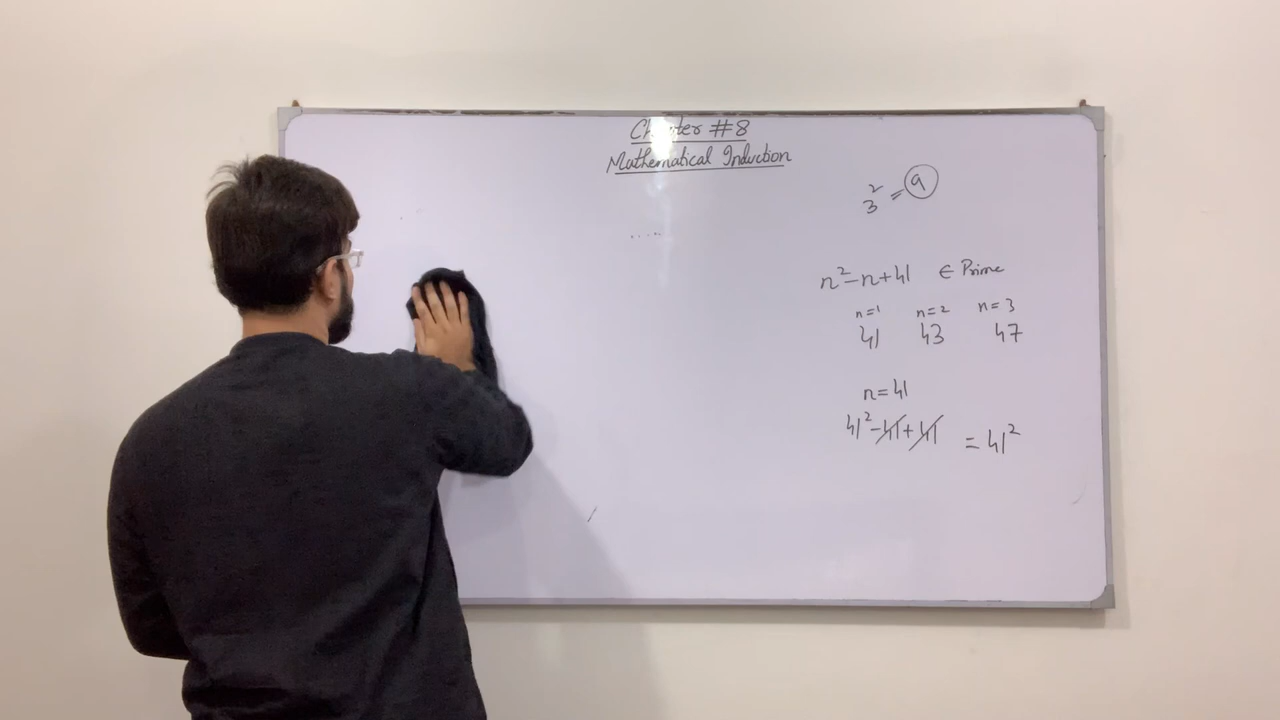 Chapter #8
Mathematical Induction
3² = 9
n²-n+41 ∈ Prime
n=1 n=2 n=3
41 43 47
n=41
41²-41+41 = 41²